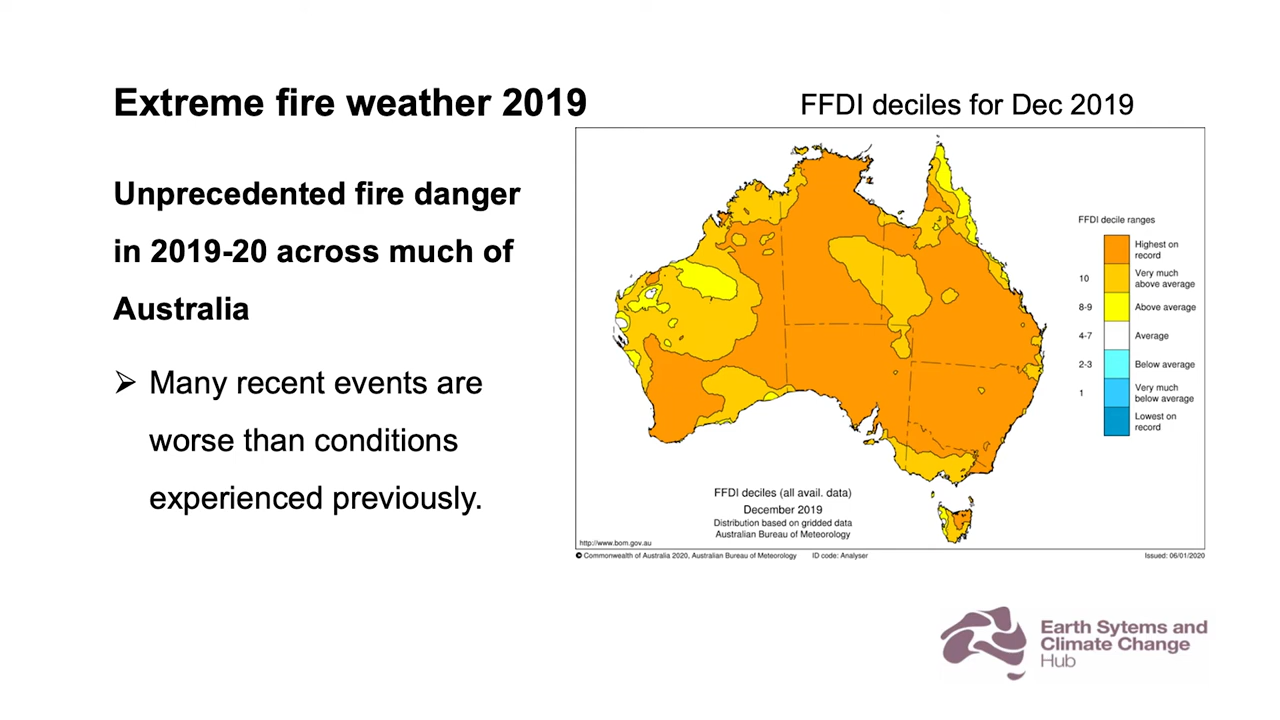 Extreme fire weather 2019
Unprecedented fire danger
in 2019-20 across much of
Australia
➢ Many recent events are
worse than conditions
experienced previously.
FFDI deciles for Dec 2019
FFDI decile ranges
Highest on
record
10
Very much
above average
8-9
Above average
4-7
Average
2-3
Below average
1
Very much
below average
Lowest on
record
FFDI deciles (all avail. data)
December 2019
Distribution based on gridded data
Australian Bureau of Meteorology
http://www.bom.gov.au
© Commonwealth of Australia 2020, Australian Bureau of Meteorology ID code: Analyser Issued: 06/01/2020
Earth Sytems and
Climate Change
Hub